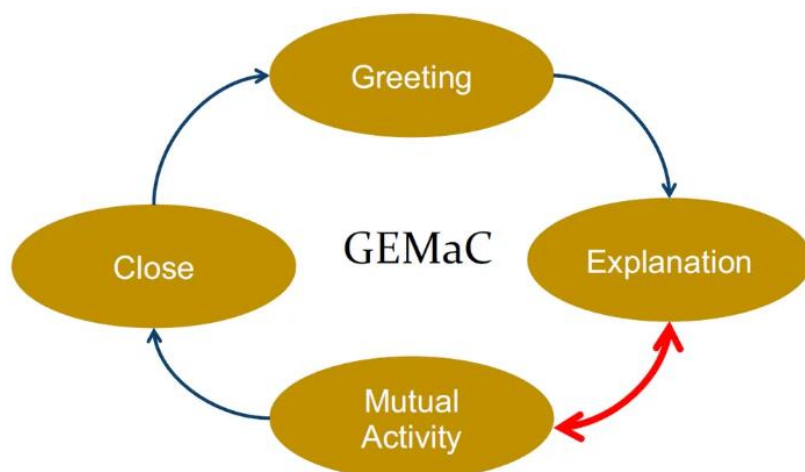 Greeting
GEMaC
Close
Explanation
Mutual
Activity